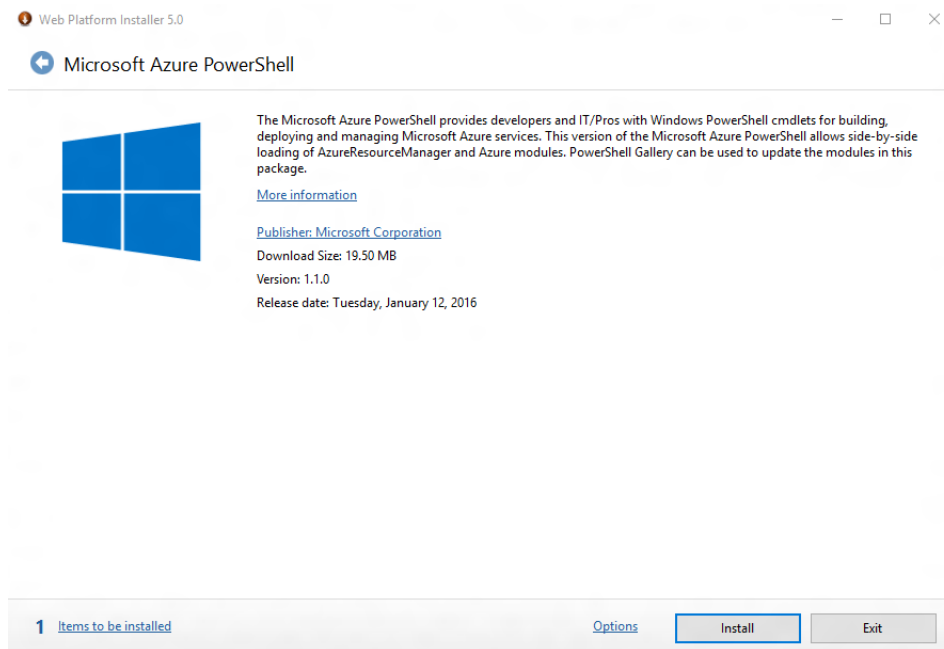 Web Platform Installer 5.0
Microsoft Azure PowerShell
The Microsoft Azure PowerShell provides developers and IT/Pros with Windows PowerShell cmdlets for building,
deploying and managing Microsoft Azure services. This version of the Microsoft Azure PowerShell allows side-by-side
loading of AzureResourceManager and Azure modules. PowerShell Gallery can be used to update the modules in this
package.
More information
Publisher: Microsoft Corporation
Download Size: 19.50 MB
Version: 1.1.0
Release date: Tuesday, January 12, 2016
1 Items to be installed Options Install Exit